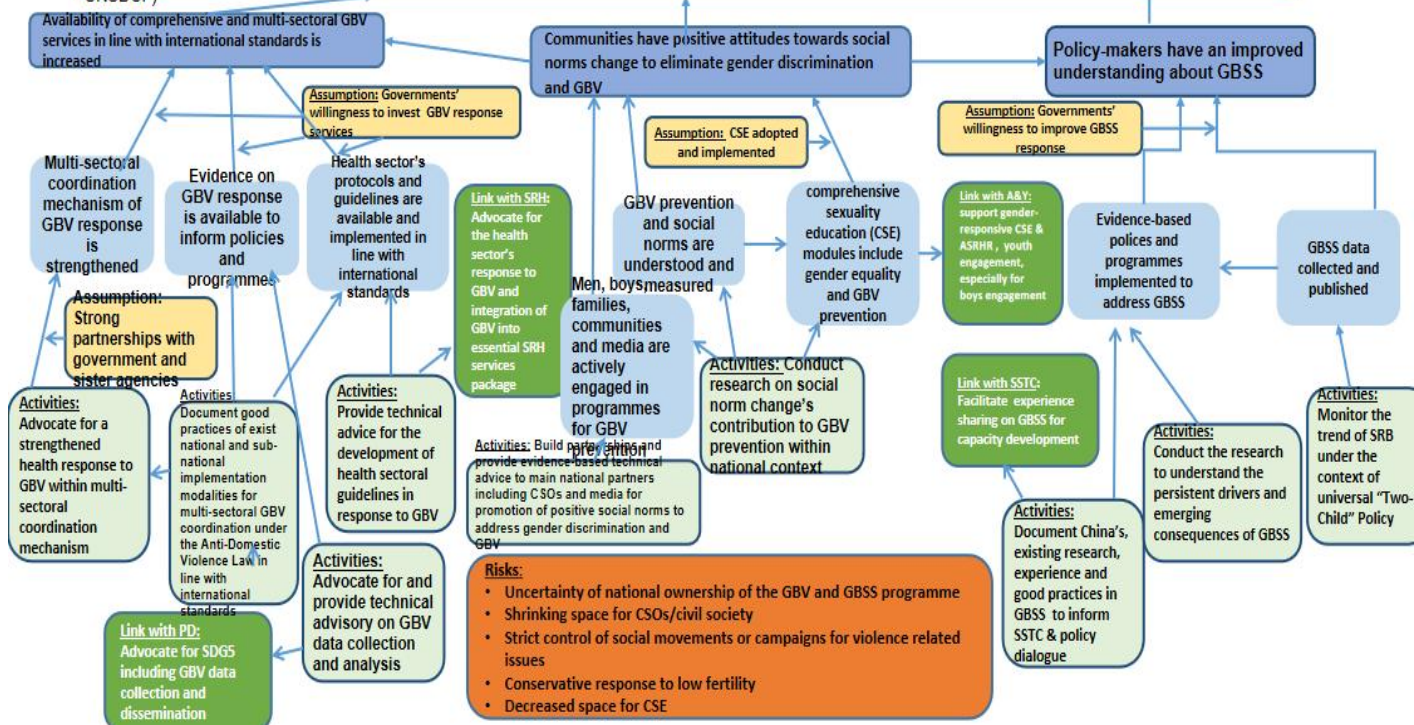 Availability of comprehensive and multi-sectoral GBV
services in line with international standards is
increased
Communities have positive attitudes towards social
norms change to eliminate gender discrimination
and GBV
Policy-makers have an improved
understanding about GBSS
Assumption: Governments'
willingness to invest GBV response
services
Assumption: CSE adopted
and implemented
Assumption: Governments'
willingness to improve GBSS
response
Multi-sectoral
coordination
mechanism of
GBV response
is
strengthened
Evidence on
GBV response
is available to
inform policies
and
programmes
Health sector's
protocols and
guidelines are
available and
implemented in
line with
international
standards
Link with SRH:
Advocate for
the health
sector's
response to
GBV and
integration of
GBV into
essential SRH
services
package
GBV prevention
and social
norms are
understood and
measured
comprehensive
sexuality
education (CSE)
modules include
gender equality
and GBV
prevention
Link with A&Y:
support gender-
responsive CSE &
ASRHR , youth
engagement,
especially for
boys engagement
Evidence-based
polices and
programmes
implemented to
address GBSS
GBSS data
collected and
published
Assumption:
Strong
partnerships with
government and
sister agencies
Men, boys,
families,
communities
and media are
actively
engaged in
programmes
for GBV
prevention
Activities:
Advocate for a
strengthened
health response to
GBV within multi-
sectoral
coordination
mechanism
Activities
Document good
practices of exist
national and sub-
national
implementation
modalities for
multi-sectoral GBV
coordination under
the Anti-Domestic
Violence Law in
line with
international
standards
Activities:
Provide technical
advice for the
development of
health sectoral
guidelines in
response to GBV
Activities: Build partnerships and
provide evidence-based technical
advice to main national partners
including CSOs and media for
promotion of positive social norms to
address gender discrimination and
GBV
Activities: Conduct
research on social
norm change's
contribution to GBV
prevention within
national context
Link with SSTC:
Facilitate experience
sharing on GBSS for
capacity development
Activities:
Conduct the
research to
understand the
persistent drivers and
emerging
consequences of GBSS
Activities:
Monitor the
trend of SRB
under the
context of
universal “Two-
Child” Policy
Activities:
Document China's,
existing research,
experience and
good practices in
GBSS to inform
SSTC & policy
dialogue
Activities:
Advocate for and
provide technical
advisory on GBV
data collection
and analysis
Link with PD:
Advocate for SDG5
including GBV data
collection and
dissemination
Risks:
• Uncertainty of national ownership of the GBV and GBSS programme
• Shrinking space for CSOs/civil society
• Strict control of social movements or campaigns for violence related
issues
• Conservative response to low fertility
• Decreased space for CSE